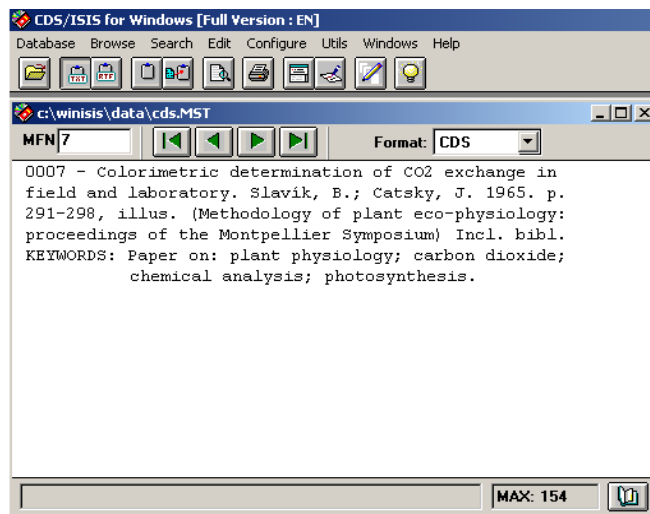 CDS/ISIS for Windows [Full Version : EN]
Database Browse Search Edit Configure Utils Windows Help
TXT RTF
c:\winisis\data\cds.MST
MFN 7 Format: CDS
0007 - Colorimetric determination of CO2 exchange in
field and laboratory. Slavík, B.; Catsky, J. 1965. p.
291-298, illus. (Methodology of plant eco-physiology:
proceedings of the Montpellier Symposium) Incl. bibl.
KEYWORDS: Paper on: plant physiology; carbon dioxide;
chemical analysis; photosynthesis.
MAX: 154